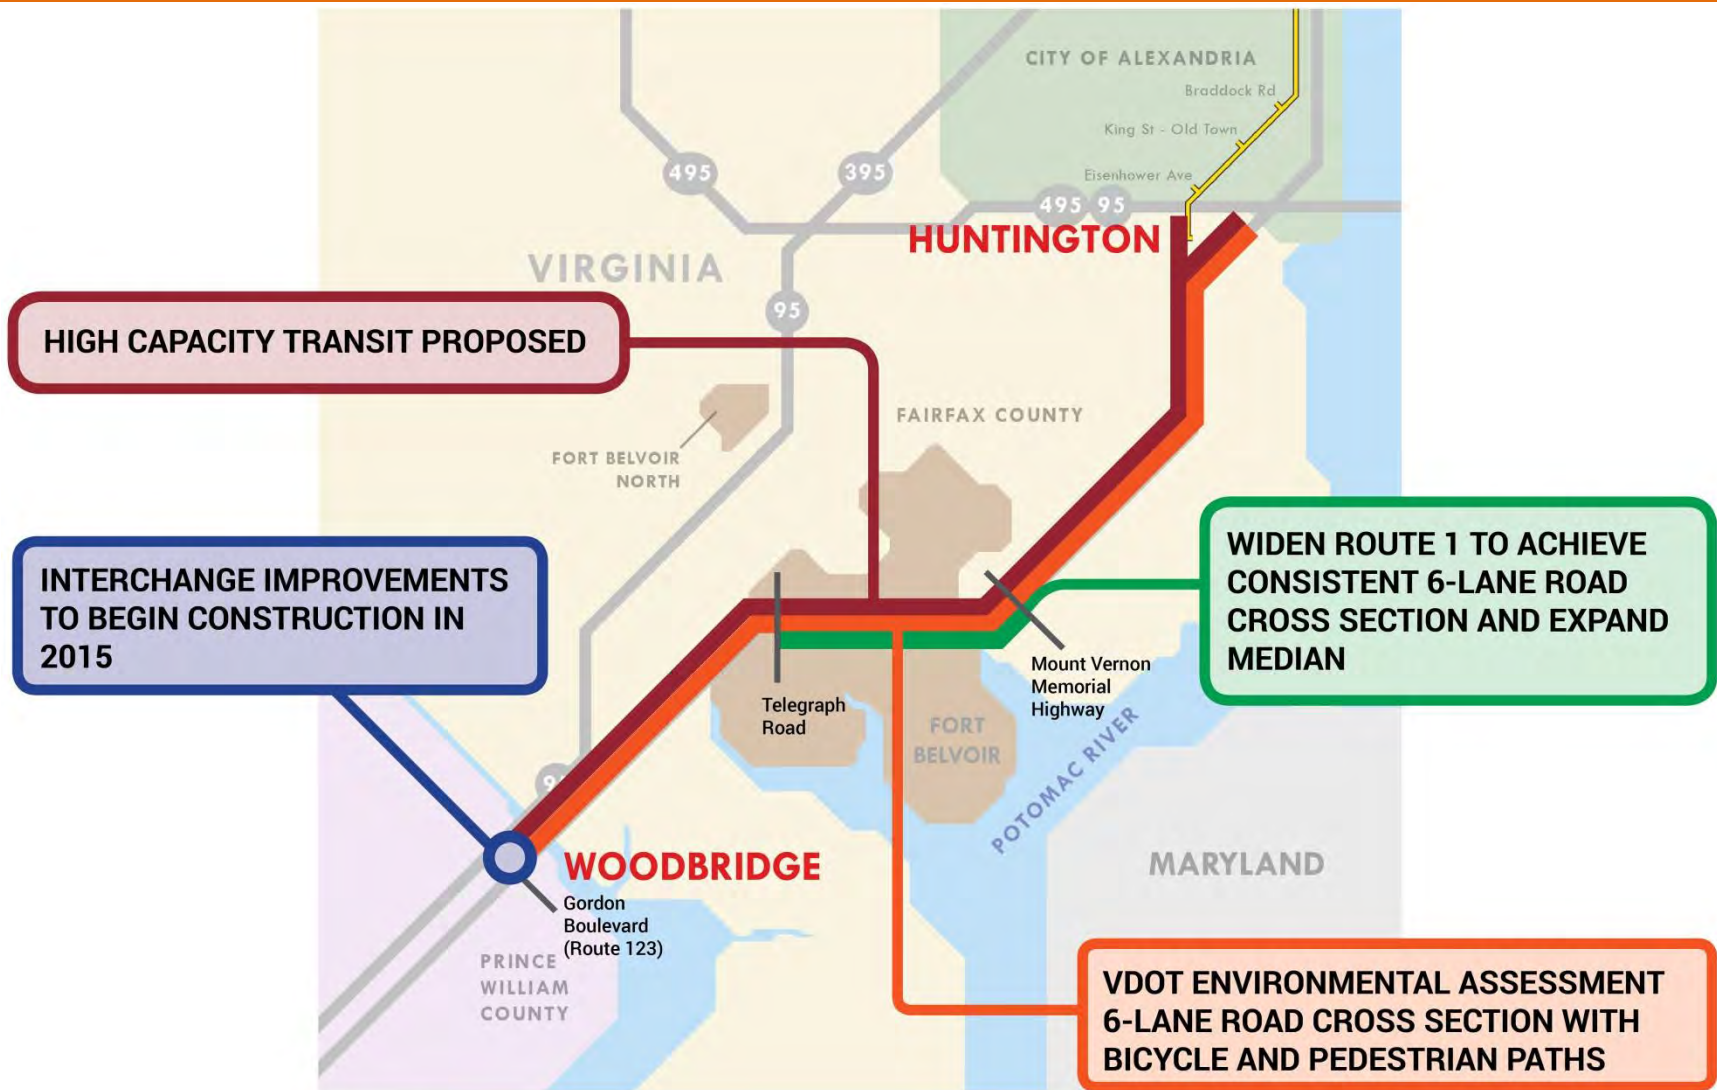 CITY OF ALEXANDRIA
Braddock Rd
King St - Old Town
Eisenhower Ave
495
395
495 95
HUNTINGTON
VIRGINIA
95
HIGH CAPACITY TRANSIT PROPOSED
FAIRFAX COUNTY
FORT BELVOIR
NORTH
INTERCHANGE IMPROVEMENTS
TO BEGIN CONSTRUCTION IN
2015
WIDEN ROUTE 1 TO ACHIEVE
CONSISTENT 6-LANE ROAD
CROSS SECTION AND EXPAND
MEDIAN
Mount Vernon
Memorial
Highway
Telegraph
Road
FORT
BELVOIR
POTOMAC RIVER
WOODBRIDGE
MARYLAND
Gordon
Boulevard
(Route 123)
PRINCE
WILLIAM
COUNTY
VDOT ENVIRONMENTAL ASSESSMENT
6-LANE ROAD CROSS SECTION WITH
BICYCLE AND PEDESTRIAN PATHS